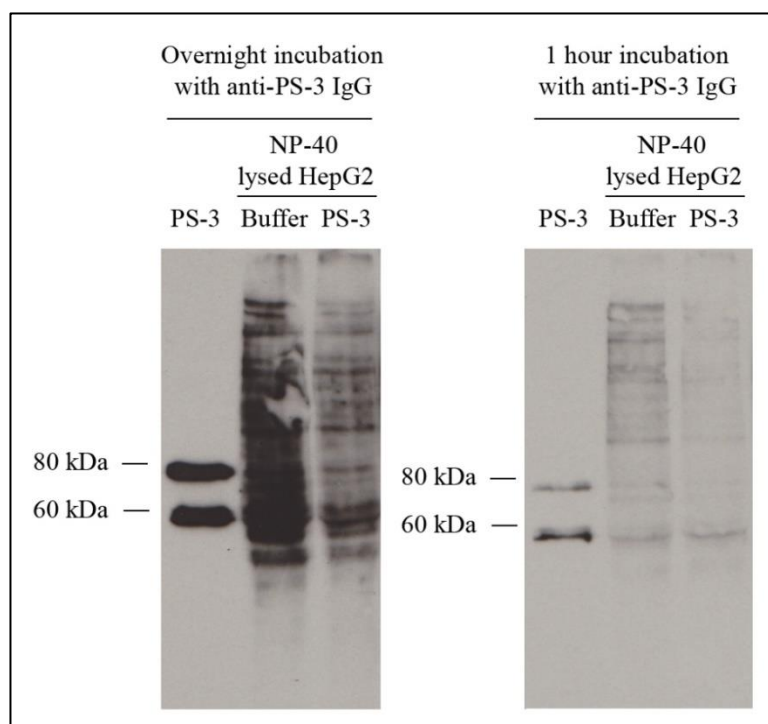 Overnight incubation
with anti-PS-3 IgG
NP-40
lysed HepG2
PS-3 Buffer PS-3
80 kDa
60 kDa
1 hour incubation
with anti-PS-3 IgG
NP-40
lysed HepG2
PS-3 Buffer PS-3
80 kDa
60 kDa